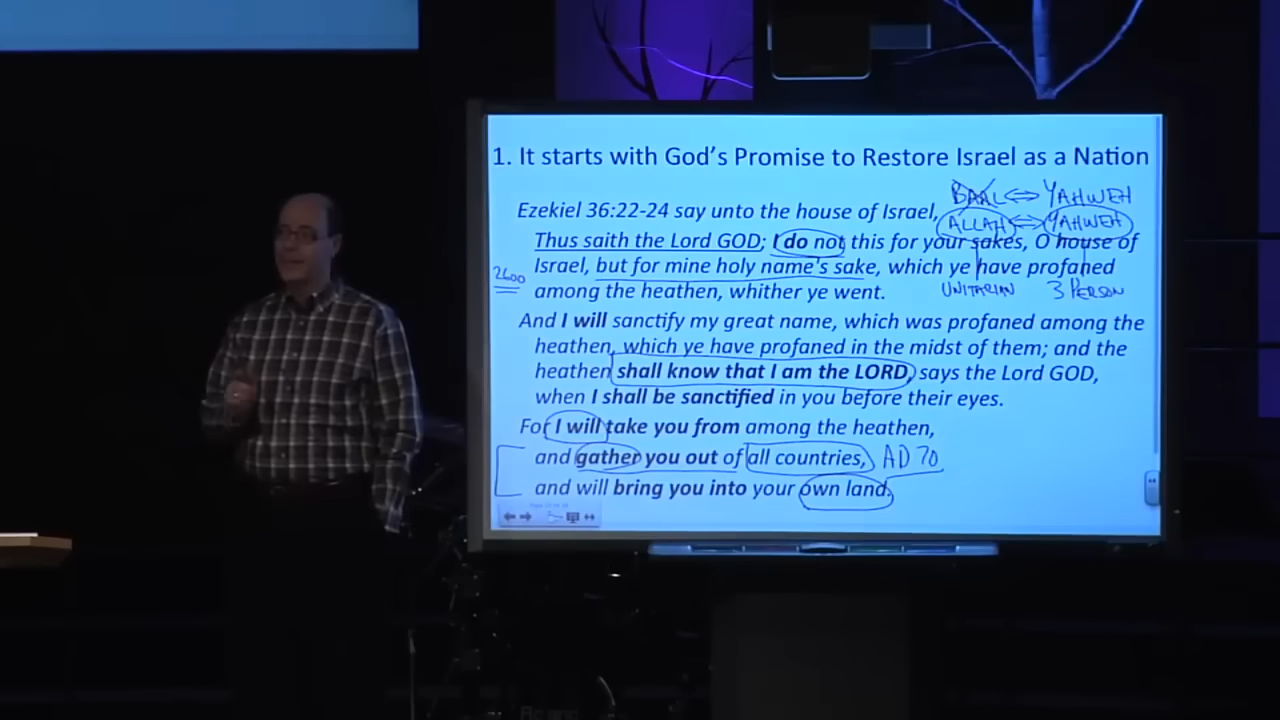 1. It starts with God's Promise to Restore Israel as a Nation
BAAL ⇔ YAHWEH
Ezekiel 36:22-24 say unto the house of Israel,
ALLAH ⇔ YAHWEH
Thus saith the Lord GOD; I do not this for your sakes, O house of
2600
Israel, but for mine holy name's sake, which ye have profaned
among the heathen, whither ye went.
UNITARIAN 3 PERSON
And I will sanctify my great name, which was profaned among the
heathen, which ye have profaned in the midst of them; and the
heathen shall know that I am the LORD, says the Lord GOD,
when I shall be sanctified in you before their eyes.
For I will take you from among the heathen,
and gather you out of all countries, AD 70
and will bring you into your own land.